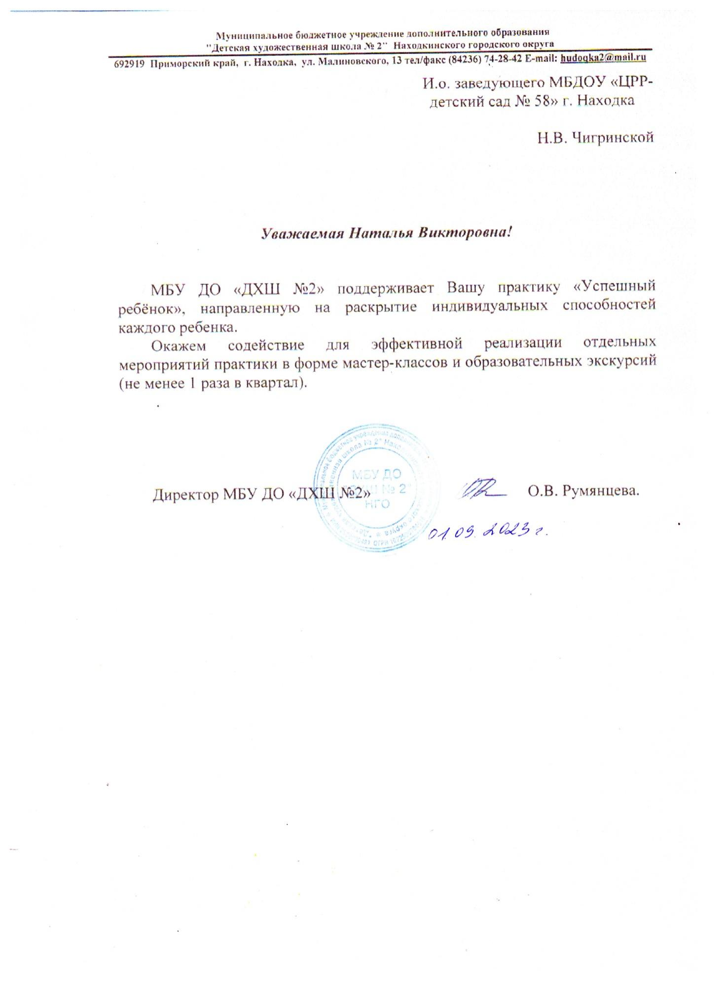 Муниципальное бюджетное учреждение дополнительного образования
"Детская художественная школа № 2" Находкинского городского округа
692919 Приморский край, г. Находка, ул. Малиновского, 13 тел/факс (84236) 74-28-42 E-mail: hudogka2@mail.ru
И.о. заведующего МБДОУ «ЦРР-
детский сад № 58» г. Находка
Н.В. Чигринской
Уважаемая Наталья Викторовна!
МБУ ДО «ДХШ №2» поддерживает Вашу практику «Успешный
ребёнок», направленную на раскрытие индивидуальных способностей
каждого ребенка.
Окажем содействие для эффективной реализации отдельных
мероприятий практики в форме мастер-классов и образовательных экскурсий
(не менее 1 раза в квартал).
Директор МБУ ДО «ДХШ №2»
О.В. Румянцева.
МБУ ДО
"ДХШ № 2"
НГО
01.09.2023 г.